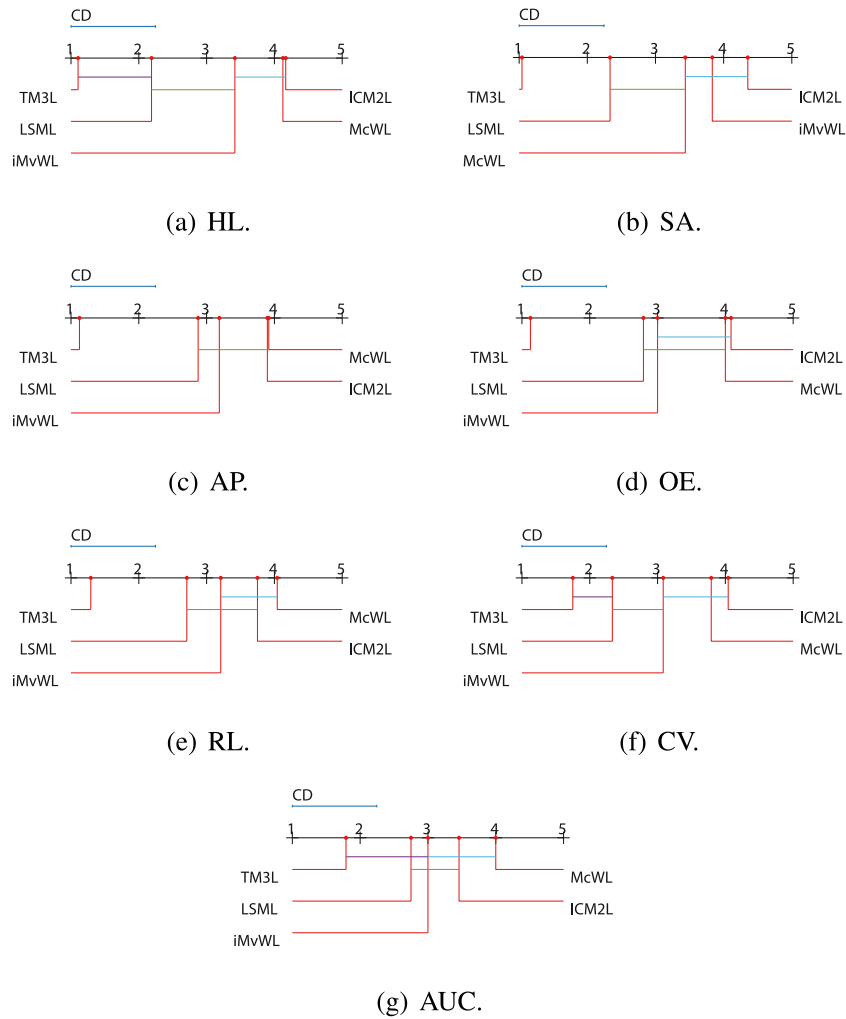 CD
1 2 3 4 5
TM3L ICM2L
LSML McWL
iMvWL
(a) HL.
CD
1 2 3 4 5
TM3L ICM2L
LSML iMvWL
McWL
(b) SA.
CD
1 2 3 4 5
TM3L McWL
LSML ICM2L
iMvWL
(c) AP.
CD
1 2 3 4 5
TM3L ICM2L
LSML McWL
iMvWL
(d) OE.
CD
1 2 3 4 5
TM3L McWL
LSML ICM2L
iMvWL
(e) RL.
CD
1 2 3 4 5
TM3L ICM2L
LSML McWL
iMvWL
(f) CV.
CD
1 2 3 4 5
TM3L McWL
LSML ICM2L
iMvWL
(g) AUC.